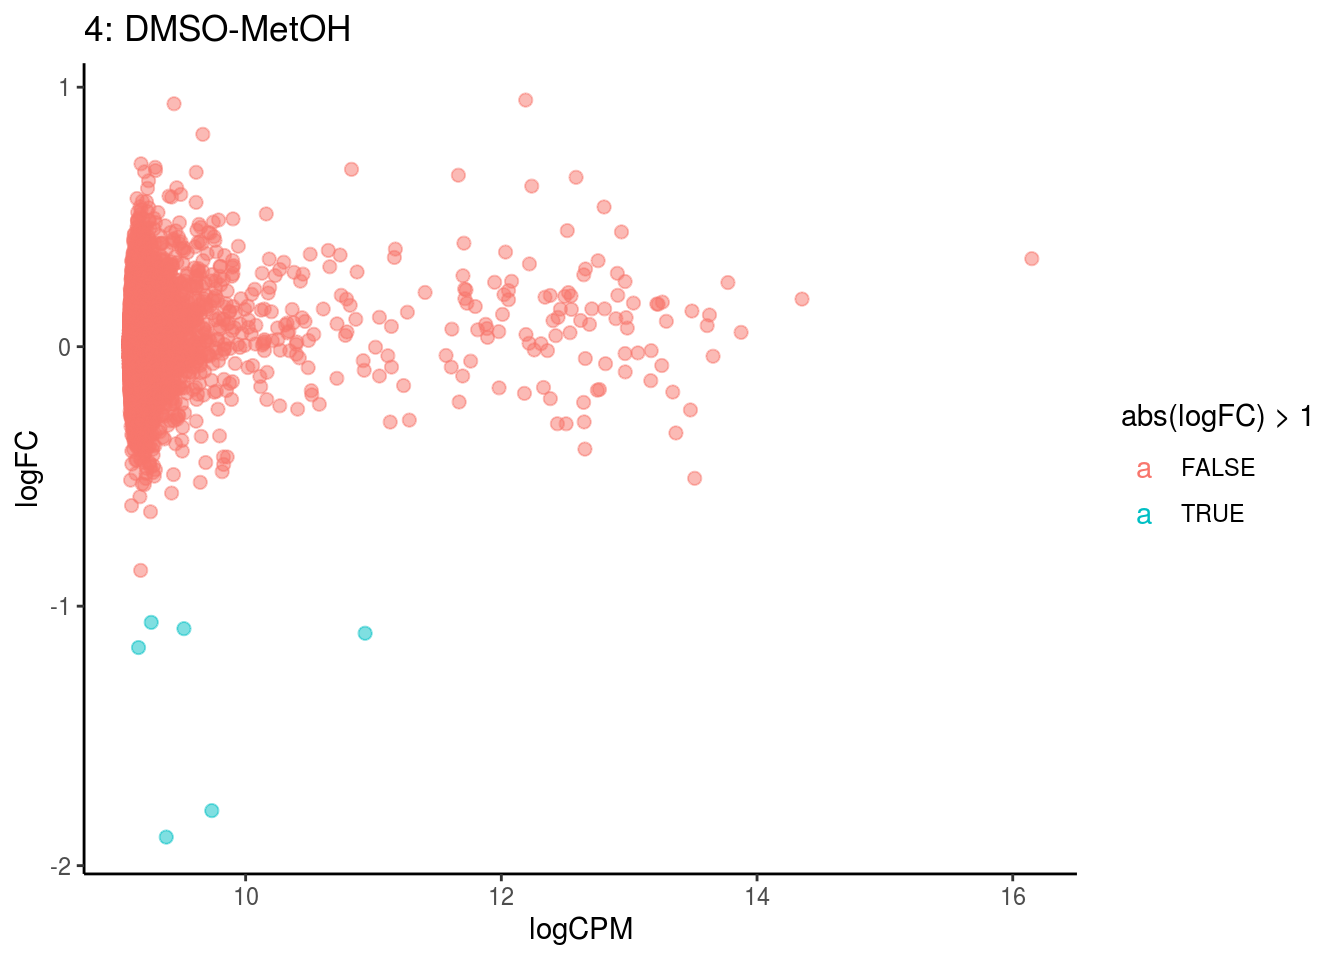 4: DMSO-MetOH
1
0
-1
-2
logFC
10
12
14
16
logCPM
abs(logFC) > 1
a FALSE
a TRUE